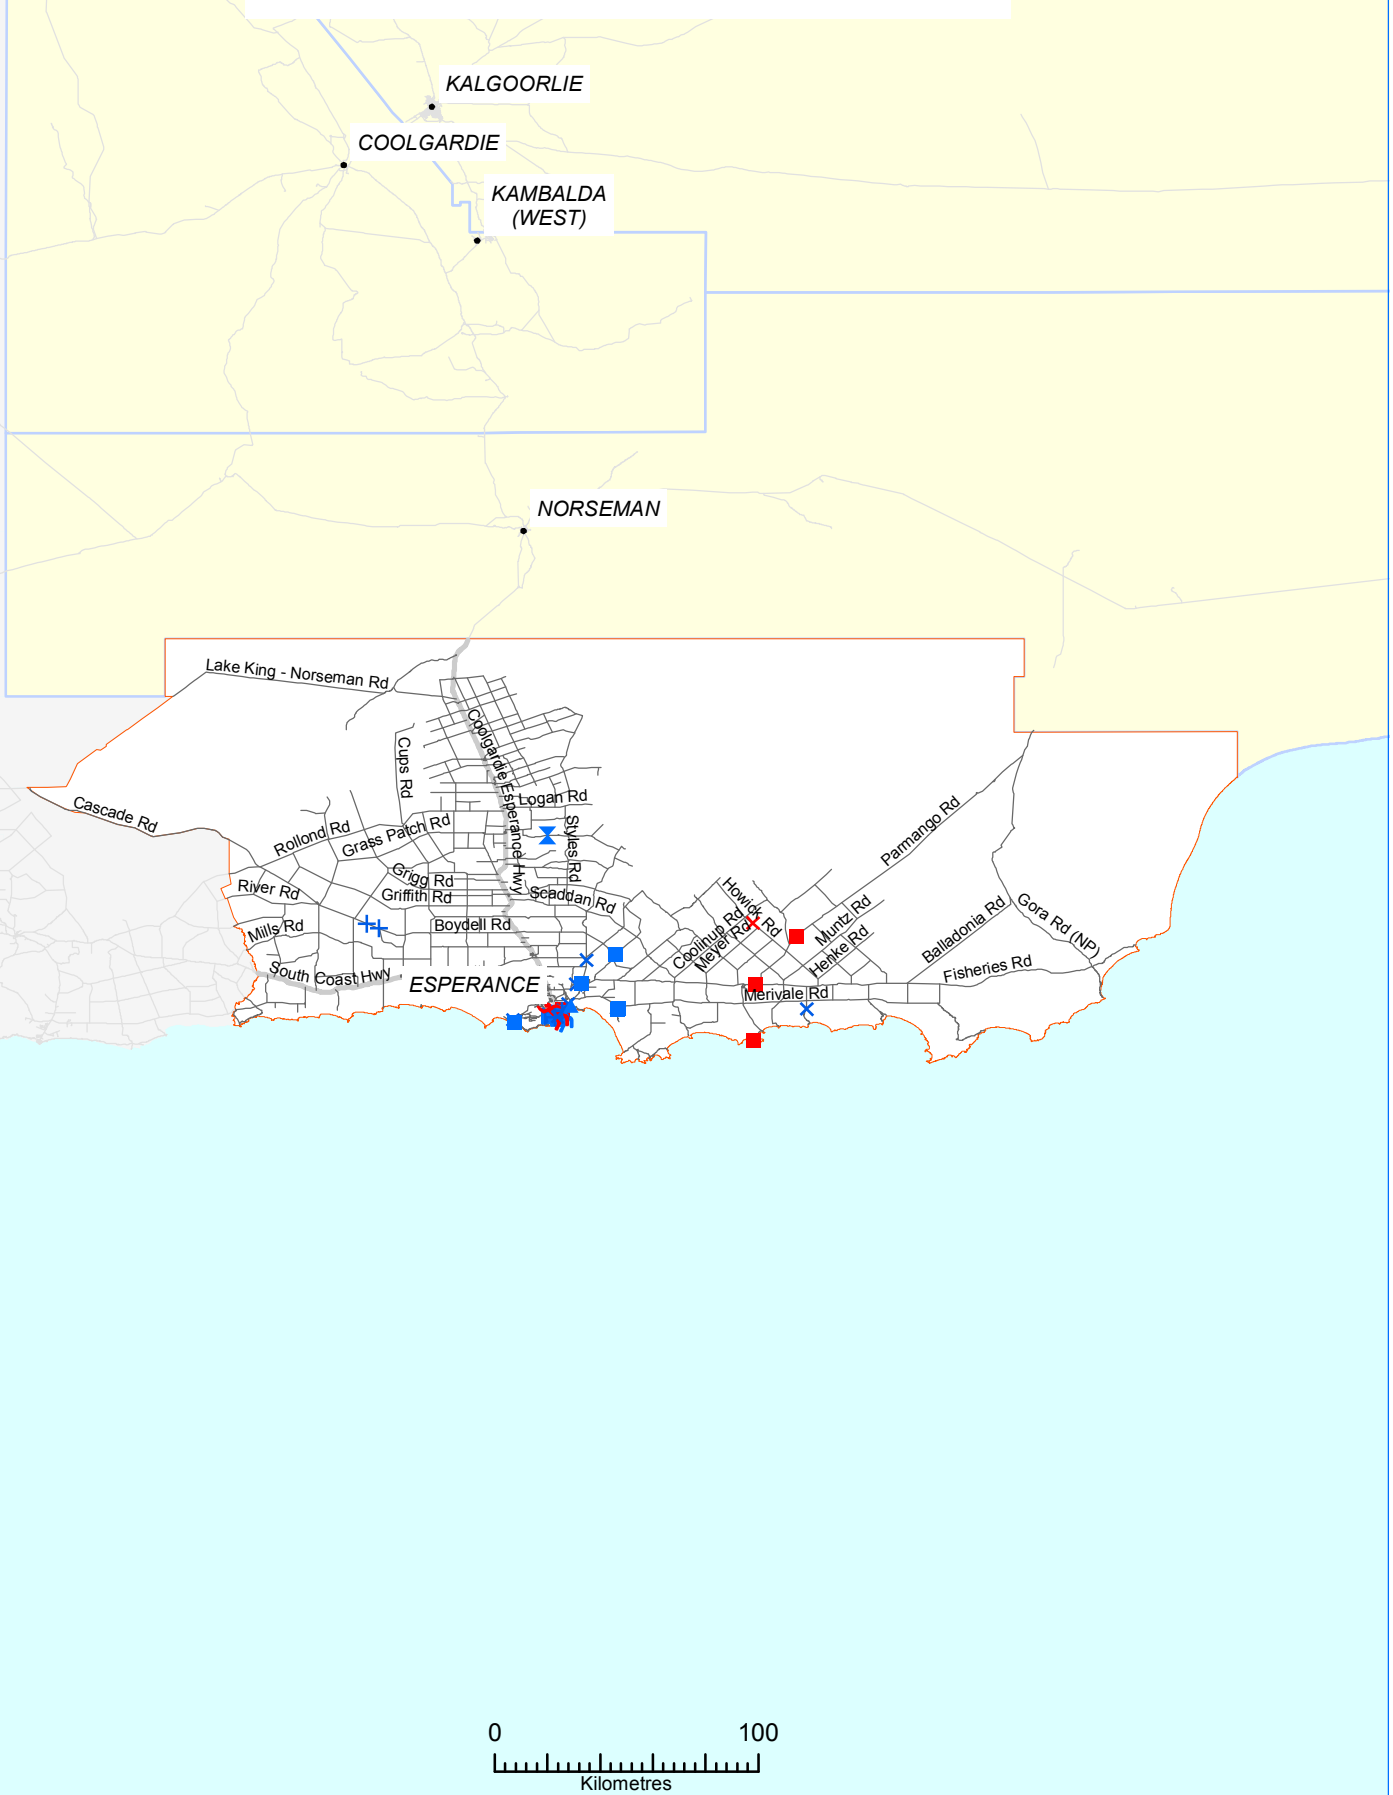 KALGOORLIE
COOLGARDIE
KAMBALDA
(WEST)
NORSEMAN
Lake King - Norseman Rd
Coolgardie Esperance Hwy
Cups Rd
Logan Rd
Styles Rd
Cascade Rd
Rollond Rd
Grass Patch Rd
Parmango Rd
Grigg Rd
River Rd
Griffith Rd
Scaddan Rd
Howick Rd
Mills Rd
Boydell Rd
Coolinup Rd
Meyer Rd
Muntz Rd
Henke Rd
Balladonia Rd
Gora Rd (NP)
South Coast Hwy
ESPERANCE
Fisheries Rd
Merivale Rd
0 100
Kilometres